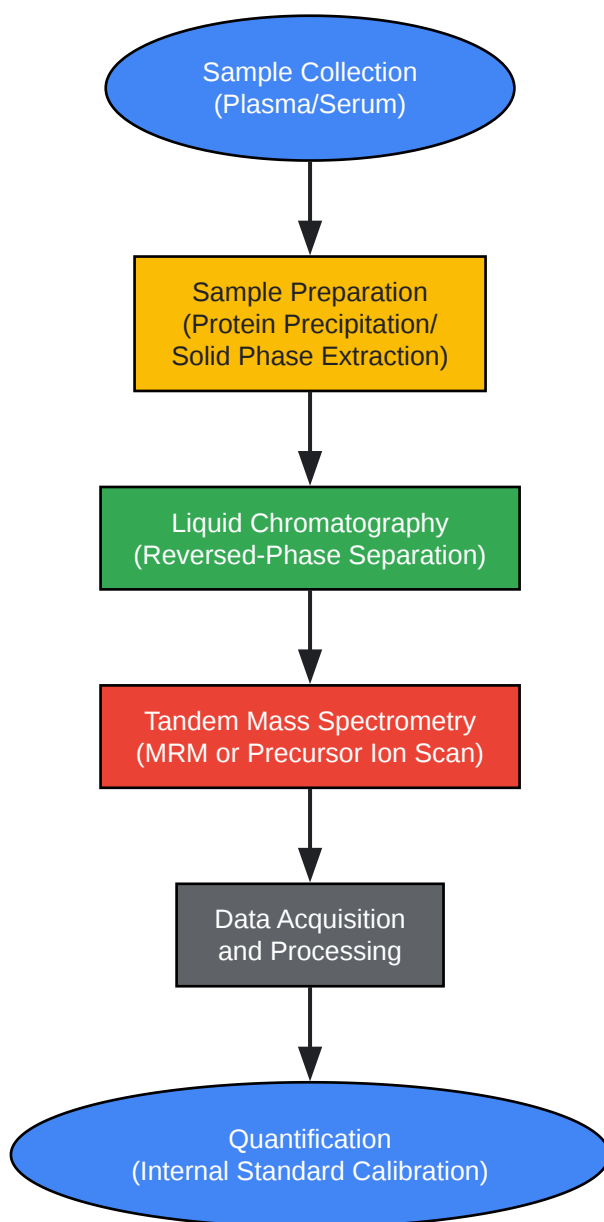 Sample Collection
(Plasma/Serum)
Sample Preparation
(Protein Precipitation/
Solid Phase Extraction)
Liquid Chromatography
(Reversed-Phase Separation)
Tandem Mass Spectrometry
(MRM or Precursor Ion Scan)
Data Acquisition
and Processing
Quantification
(Internal Standard Calibration)